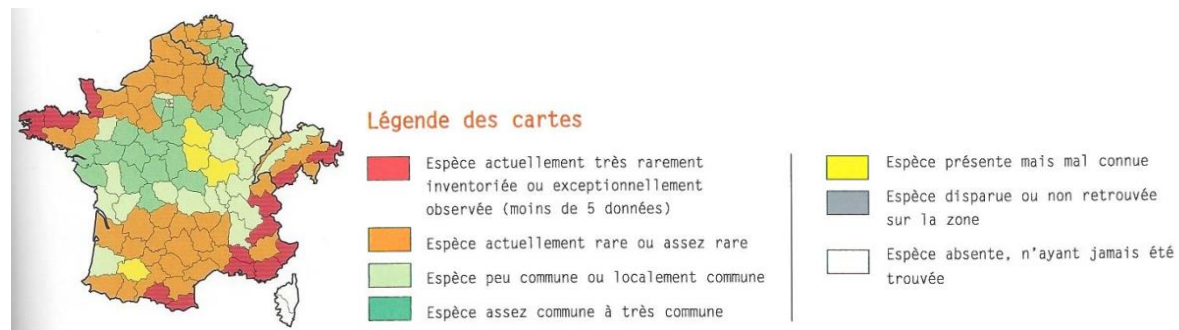 Légende des cartes
Espèce actuellement très rarement
inventoriée ou exceptionnellement
observée (moins de 5 données)
Espèce actuellement rare ou assez rare
Espèce peu commune ou localement commune
Espèce assez commune à très commune
Espèce présente mais mal connue
Espèce disparue ou non retrouvée
sur la zone
Espèce absente, n'ayant jamais été
trouvée